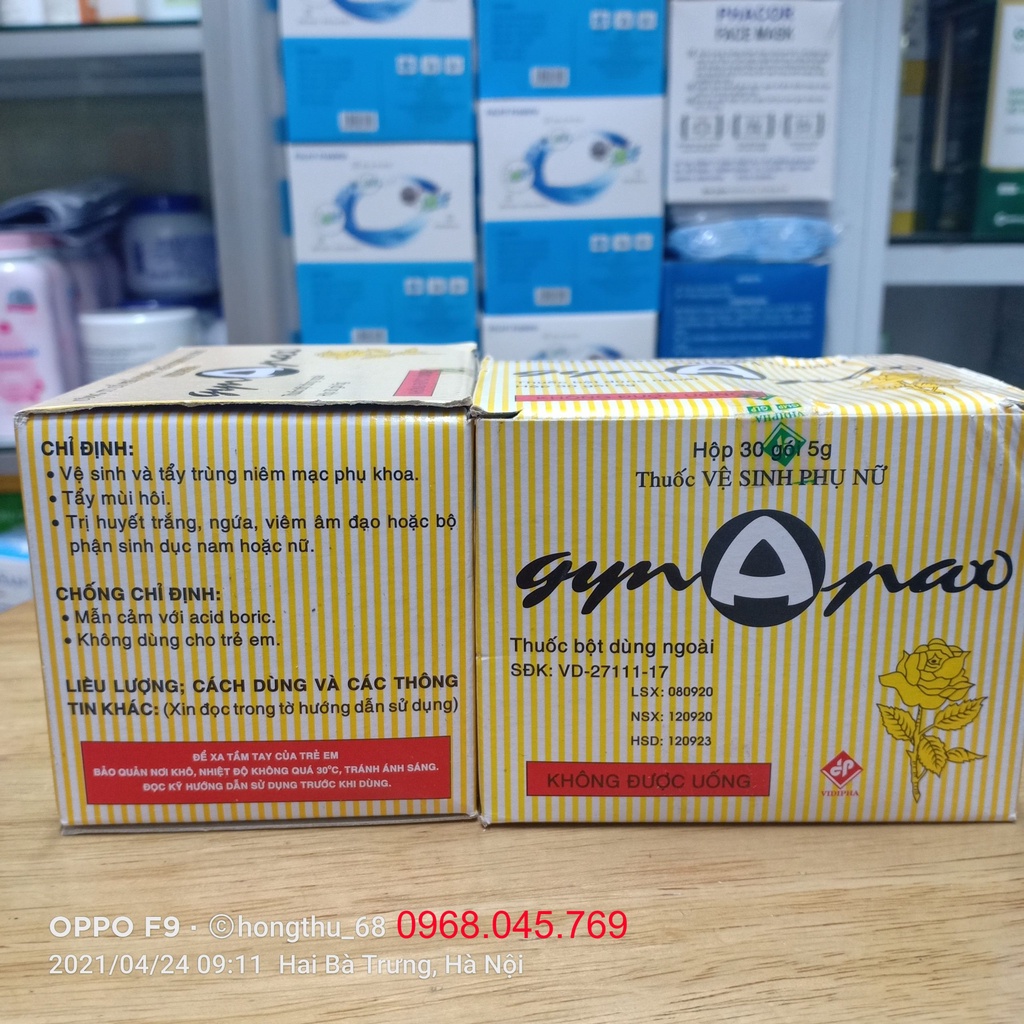 PHACOR
FACE MASK
gynApax
CHỈ ĐỊNH:
• Vệ sinh và tẩy trùng niêm mạc phụ khoa.
• Tẩy mùi hôi.
• Trị huyết trắng, ngứa, viêm âm đạo hoặc bộ
phận sinh dục nam hoặc nữ.
CHỐNG CHỈ ĐỊNH:
• Mẫn cảm với acid boric.
• Không dùng cho trẻ em.
LIỀU LƯỢNG; CÁCH DÙNG VÀ CÁC THÔNG
TIN KHÁC: (Xin đọc trong tờ hướng dẫn sử dụng)
ĐỂ XA TẦM TAY CỦA TRẺ EM
BẢO QUẢN NƠI KHÔ, NHIỆT ĐỘ KHÔNG QUÁ 30°C, TRÁNH ÁNH SÁNG.
ĐỌC KỸ HƯỚNG DẪN SỬ DỤNG TRƯỚC KHI DÙNG.
VIDIPHA
Hộp 30 gói 5g
Thuốc VỆ SINH PHỤ NỮ
gynApax
Thuốc bột dùng ngoài
SĐK: VD-27111-17
LSX: 080920
NSX: 120920
HSD: 120923
KHÔNG ĐƯỢC UỐNG
VIDIPHA
OPPO F9 · ©hongthu_68 0968.045.769
2021/04/24 09:11 Hai Bà Trưng, Hà Nội